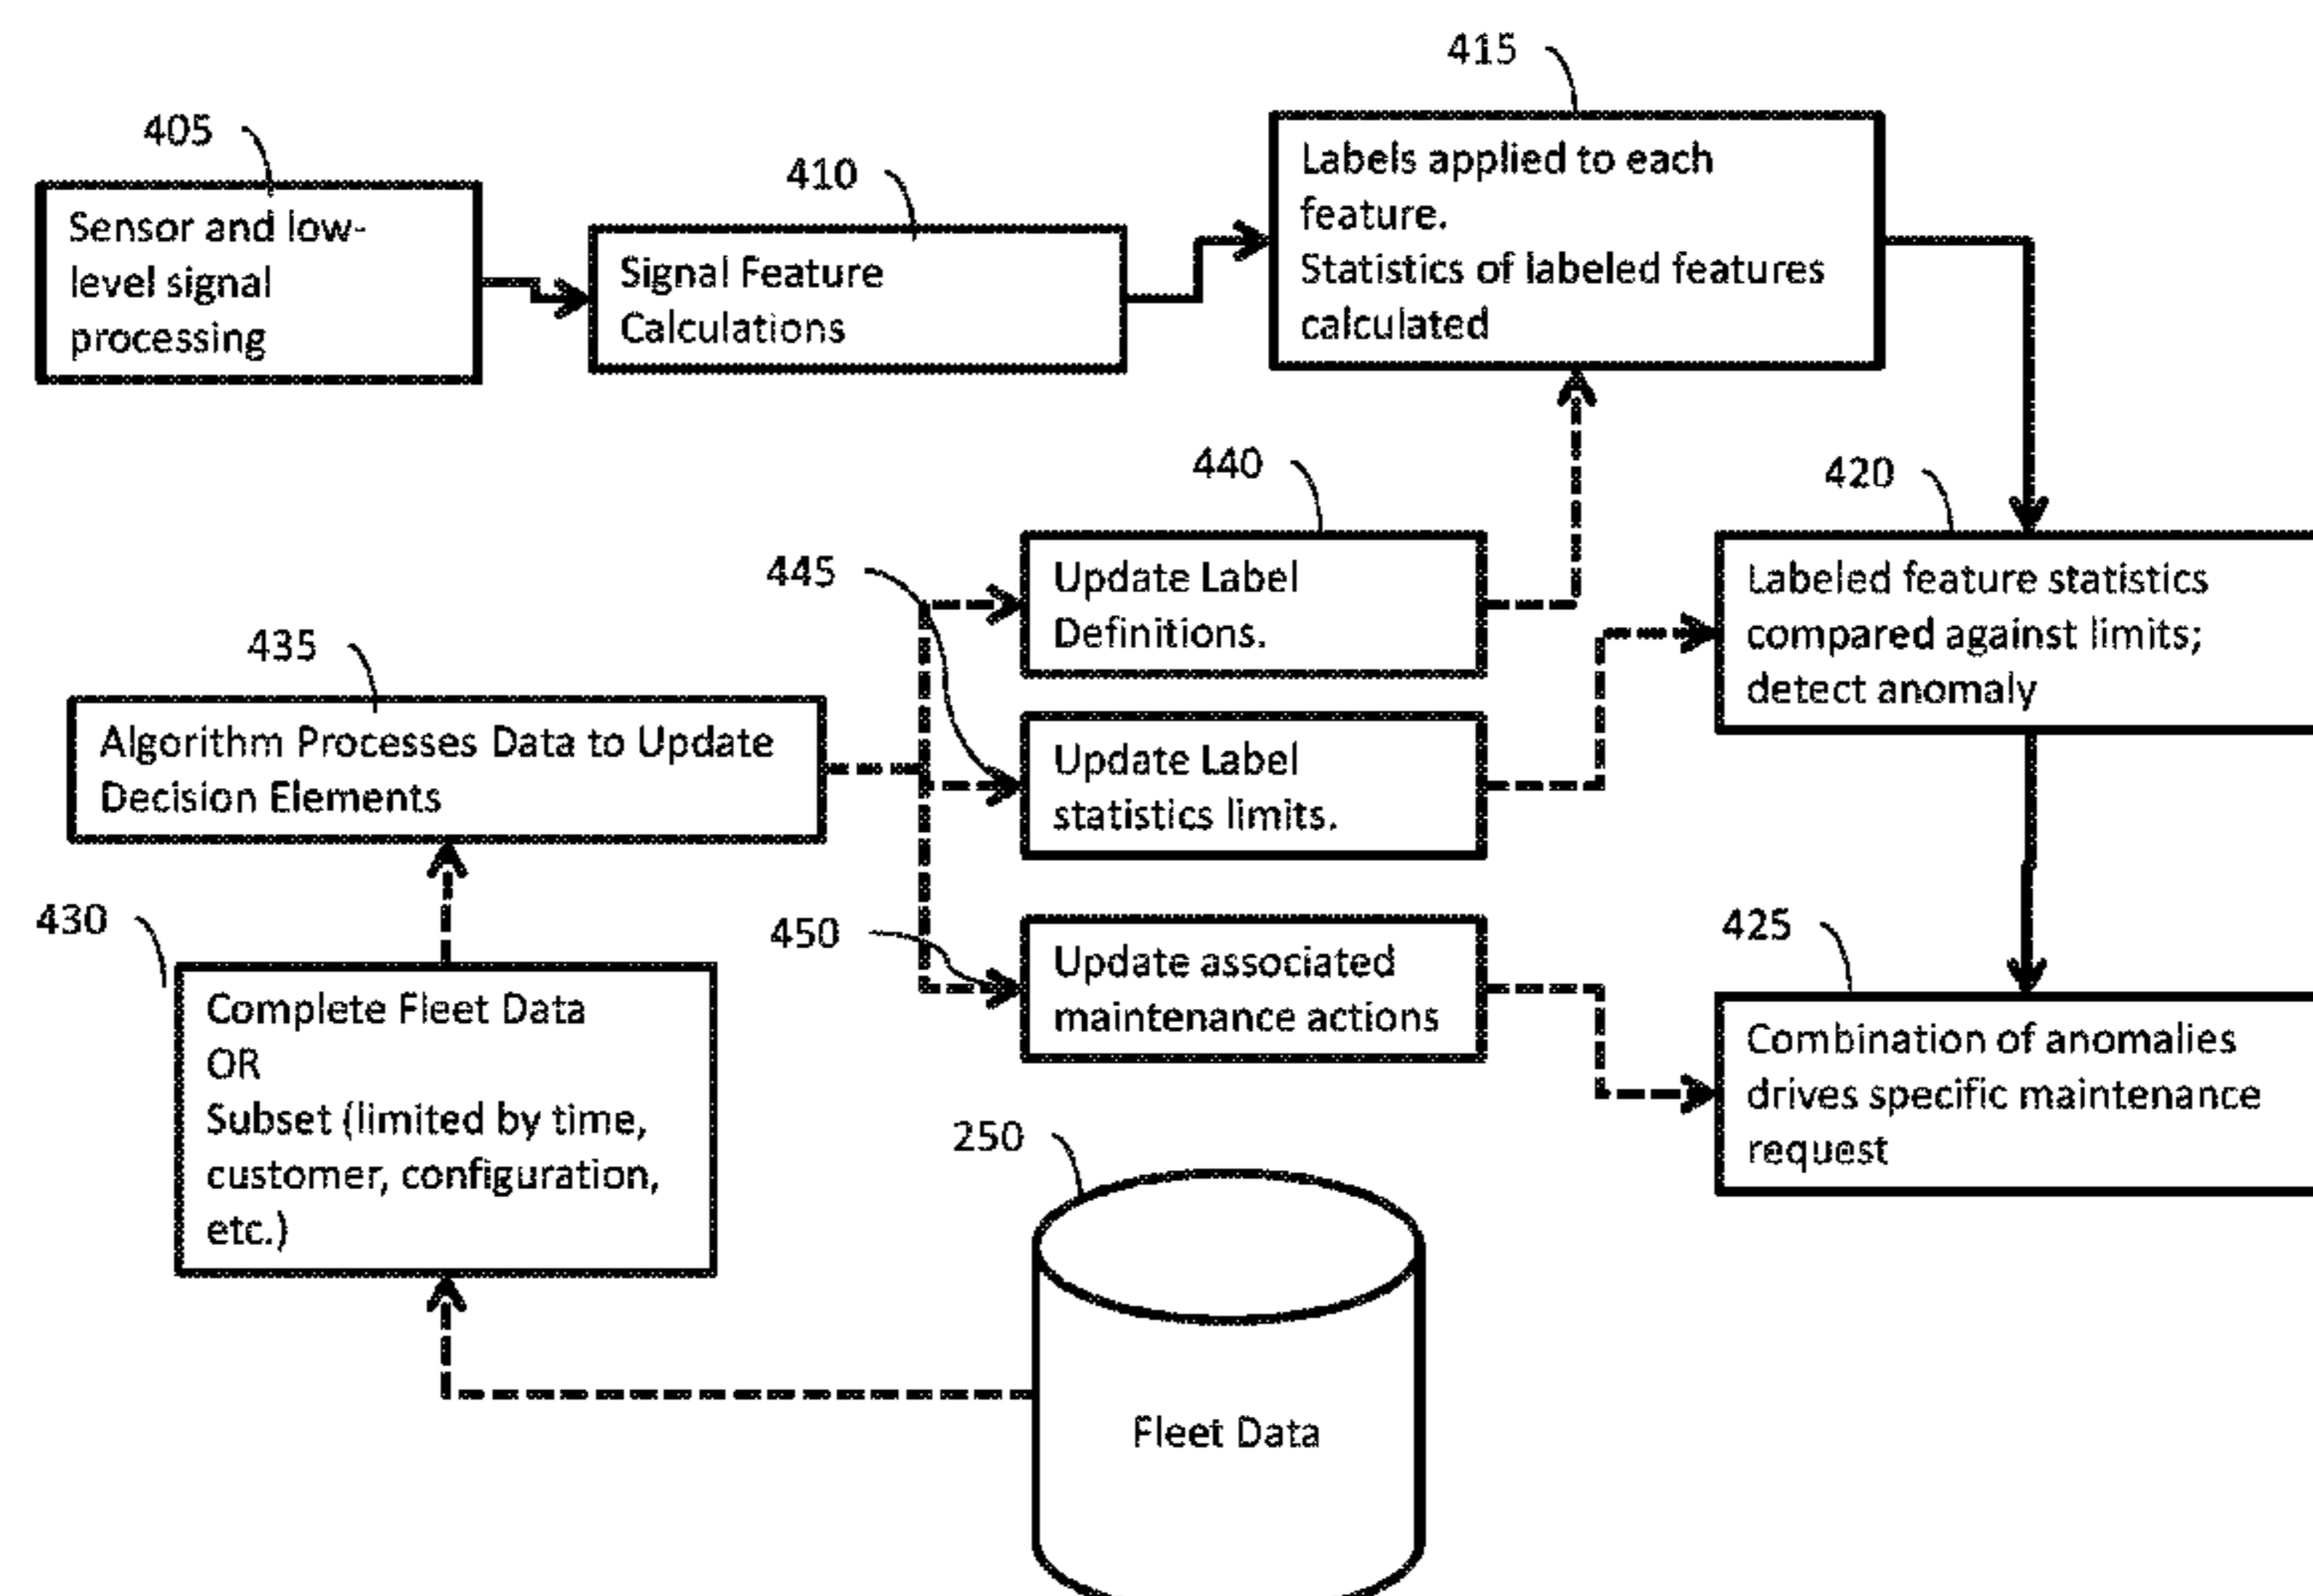 415
405
410
Labels applied to each
feature.
Statistics of labeled features
calculated
Sensor and low-
level signal
processing
Signal Feature
Calculations
440
420
445
Update Label
Definitions.
Labeled feature statistics
compared against limits;
detect anomaly
435
Algorithm Processes Data to Update
Decision Elements
Update Label
statistics limits.
430
450
425
Update associated
maintenance actions
Complete Fleet Data
OR
Subset (limited by time,
customer, configuration,
etc.)
Combination of anomalies
drives specific maintenance
request
250
Fleet Data